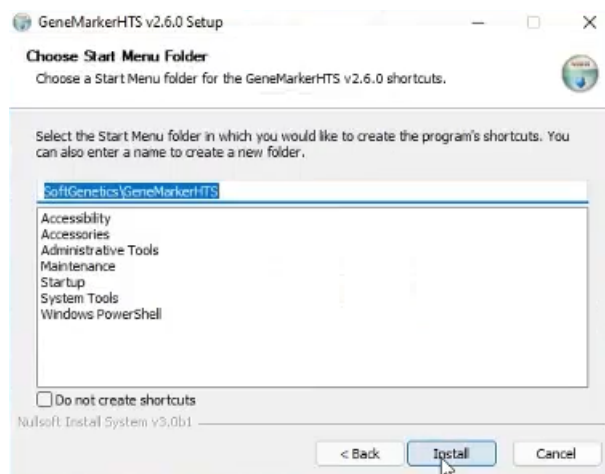 GeneMarkerHTS v2.6.0 Setup
Choose Start Menu Folder
Choose a Start Menu folder for the GeneMarkerHTS v2.6.0 shortcuts.
Select the Start Menu folder in which you would like to create the program's shortcuts. You
can also enter a name to create a new folder.
SoftGenetics\GeneMarkerHTS
Accessibility
Accessories
Administrative Tools
Maintenance
Startup
System Tools
Windows PowerShell
Do not create shortcuts
Nullsoft Install System v3.0b1
< Back
Install
Cancel